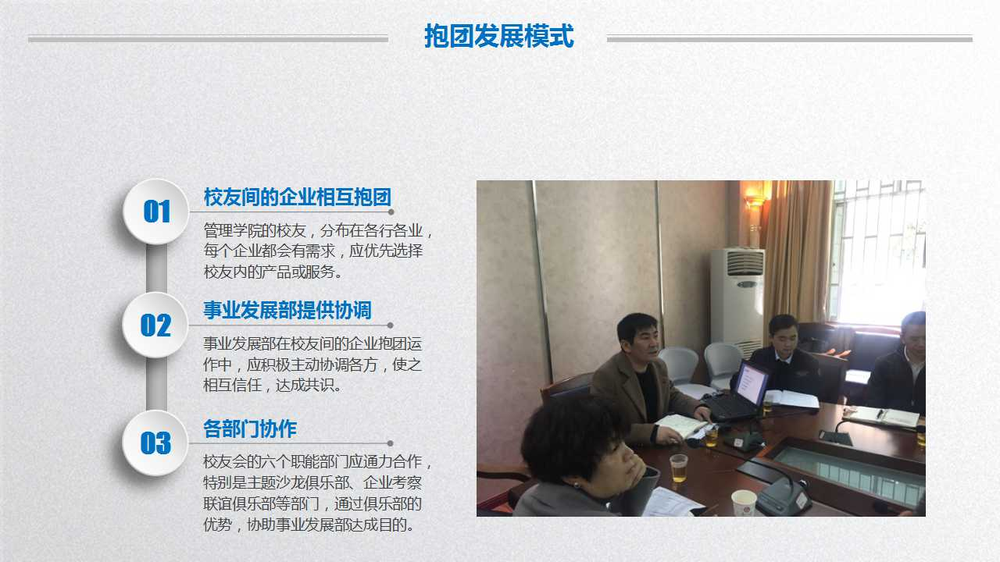 抱团发展模式
01
校友间的企业相互抱团
管理学院的校友，分布在各行各业，
每个企业都会有需求，应优先选择
校友内的产品或服务。
02
事业发展部提供协调
事业发展部在校友间的企业抱团运
作中，应积极主动协调各方，使之
相互信任，达成共识。
03
各部门协作
校友会的六个职能部门应通力合作，
特别是主题沙龙俱乐部、企业考察
联谊俱乐部等部门，通过俱乐部的
优势，协助事业发展部达成目的。